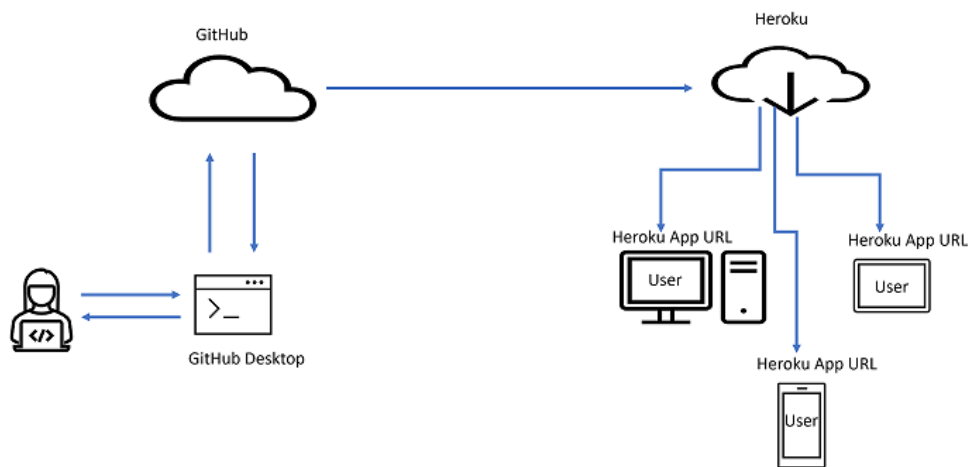 GitHub
Heroku
Heroku App URL
User
Heroku App URL
User
</>
>_
GitHub Desktop
Heroku App URL
User